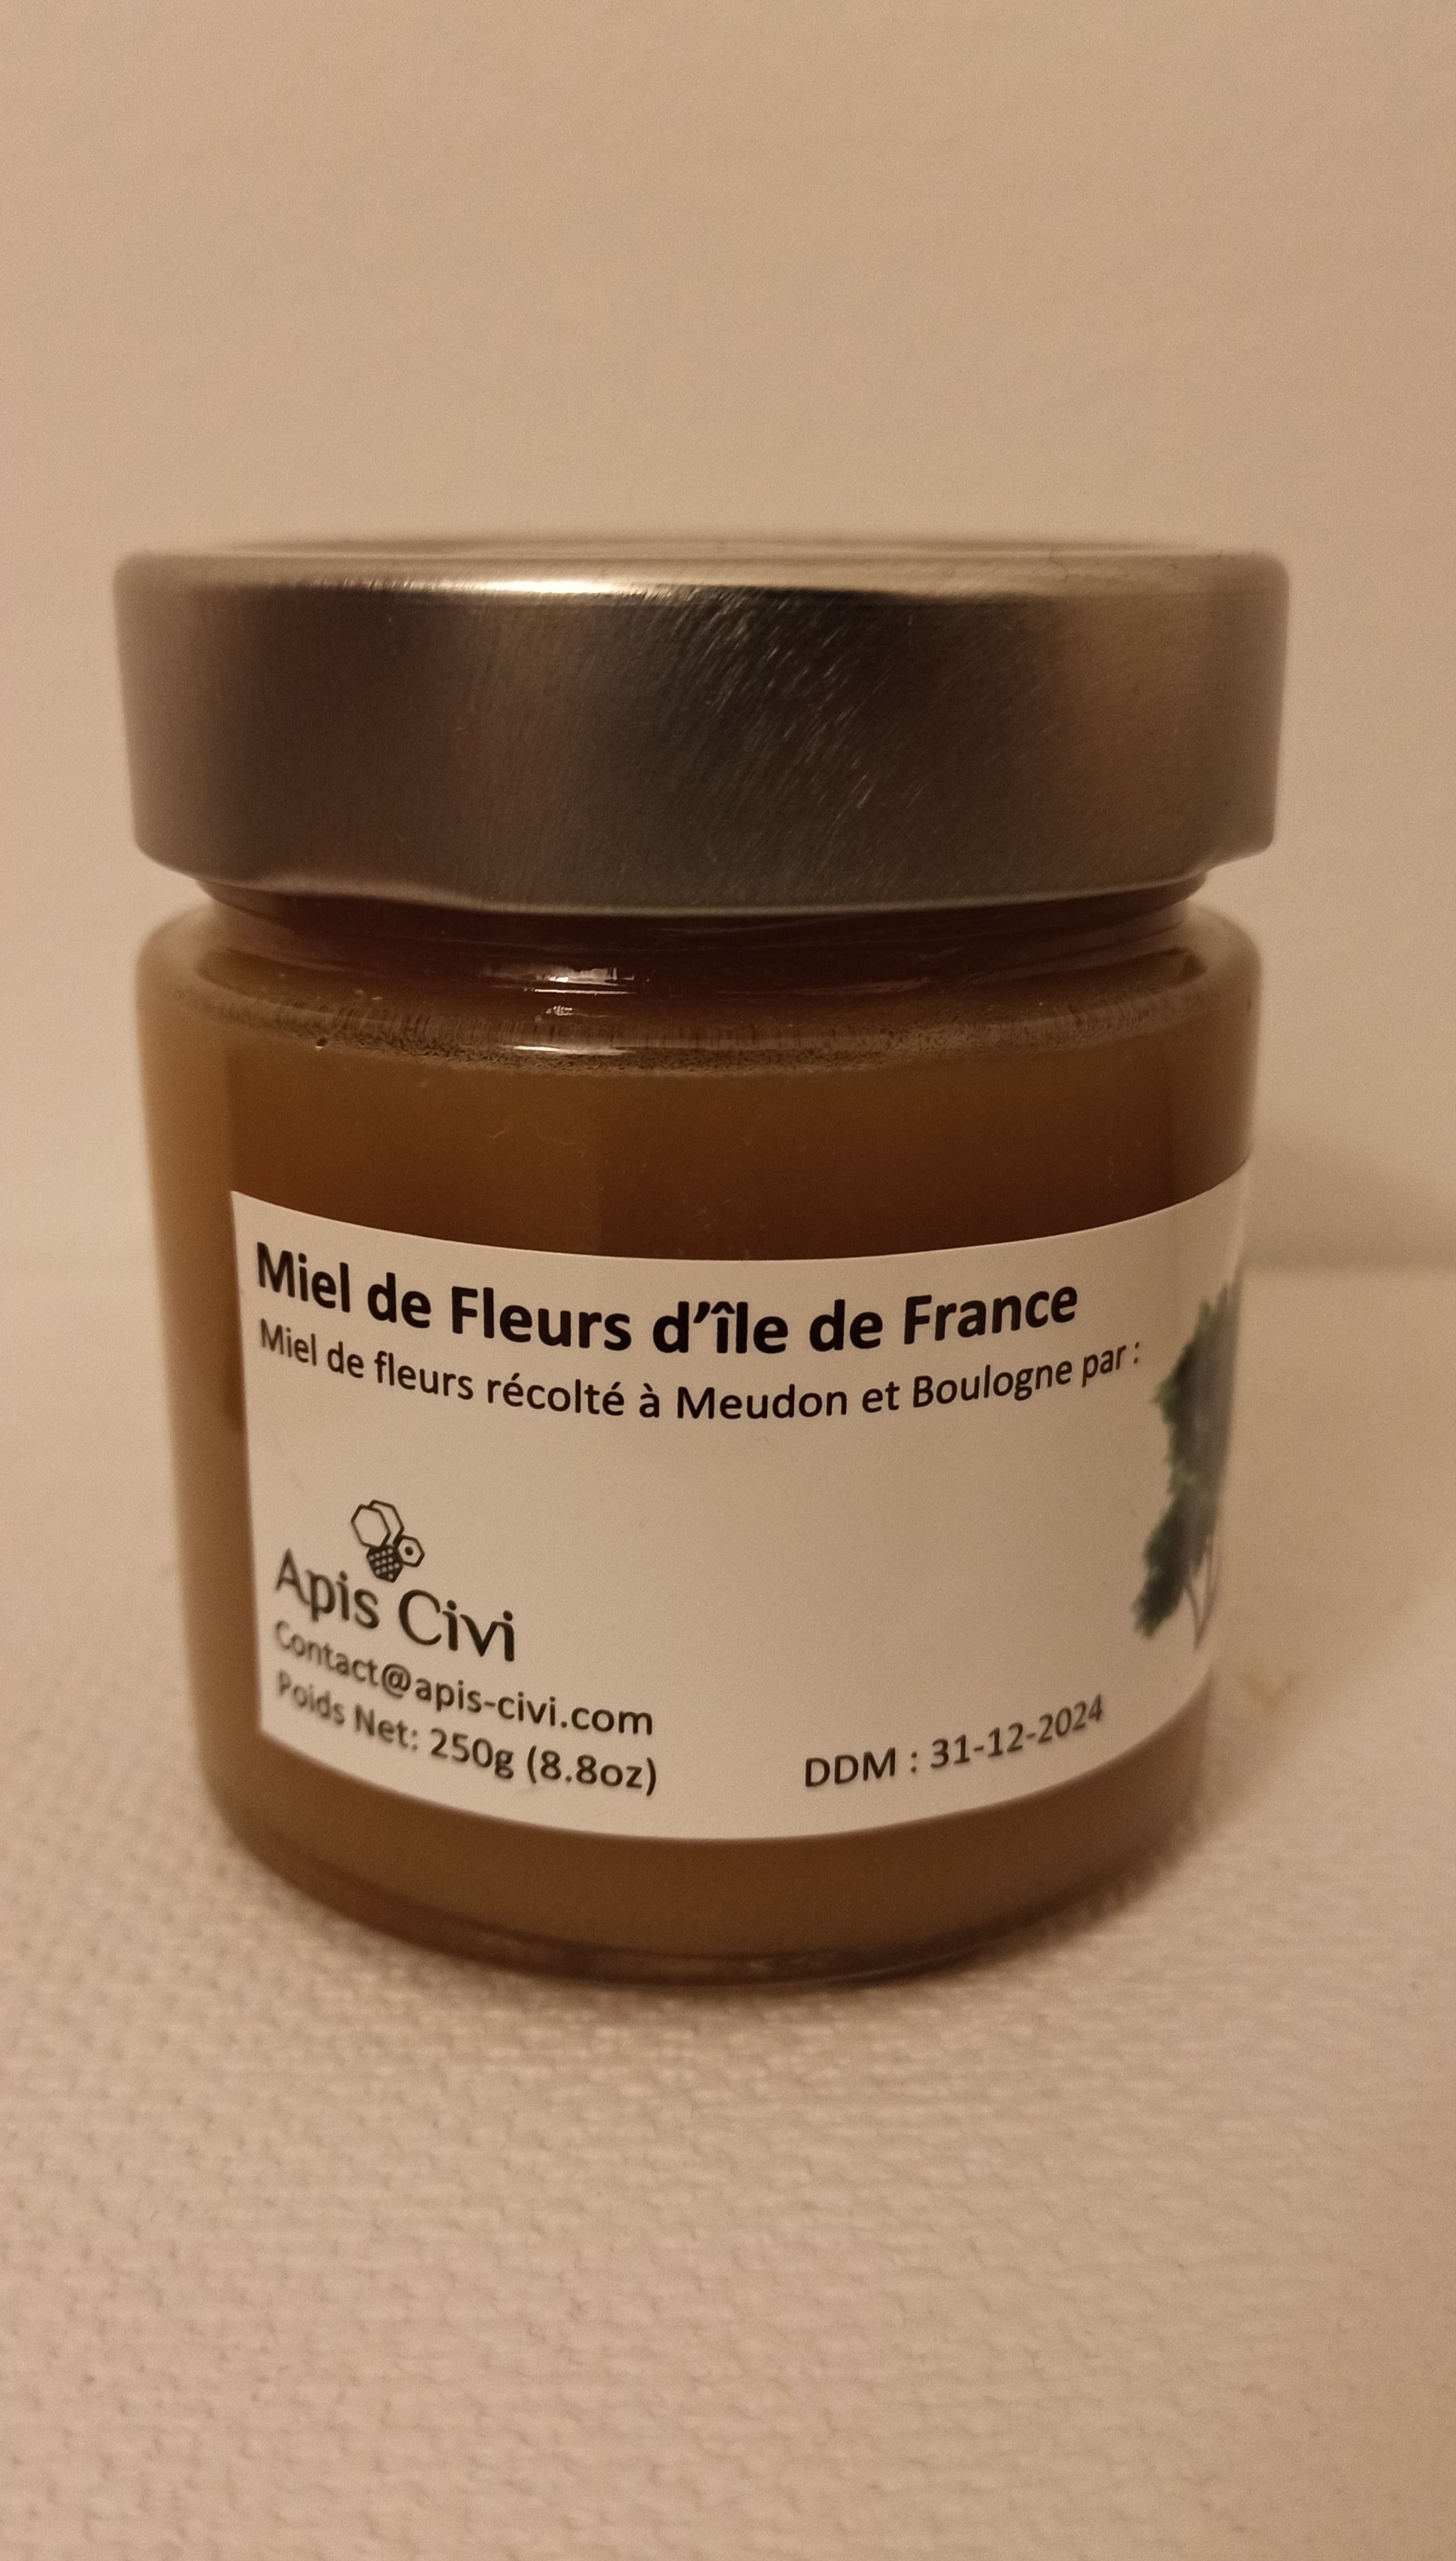 Miel de Fleurs d’île de France
Miel de fleurs récolté à Meudon et Boulogne par :
Apis Civi
Contact@apis-civi.com
Poids Net: 250g (8.8oz)
DDM : 31-12-2024